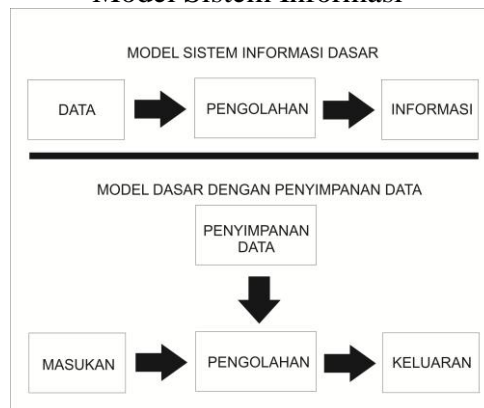 Model Sistem Informasi
MODEL SISTEM INFORMASI DASAR
DATA
PENGOLAHAN
INFORMASI
MODEL DASAR DENGAN PENYIMPANAN DATA
PENYIMPANAN
DATA
MASUKAN
PENGOLAHAN
KELUARAN